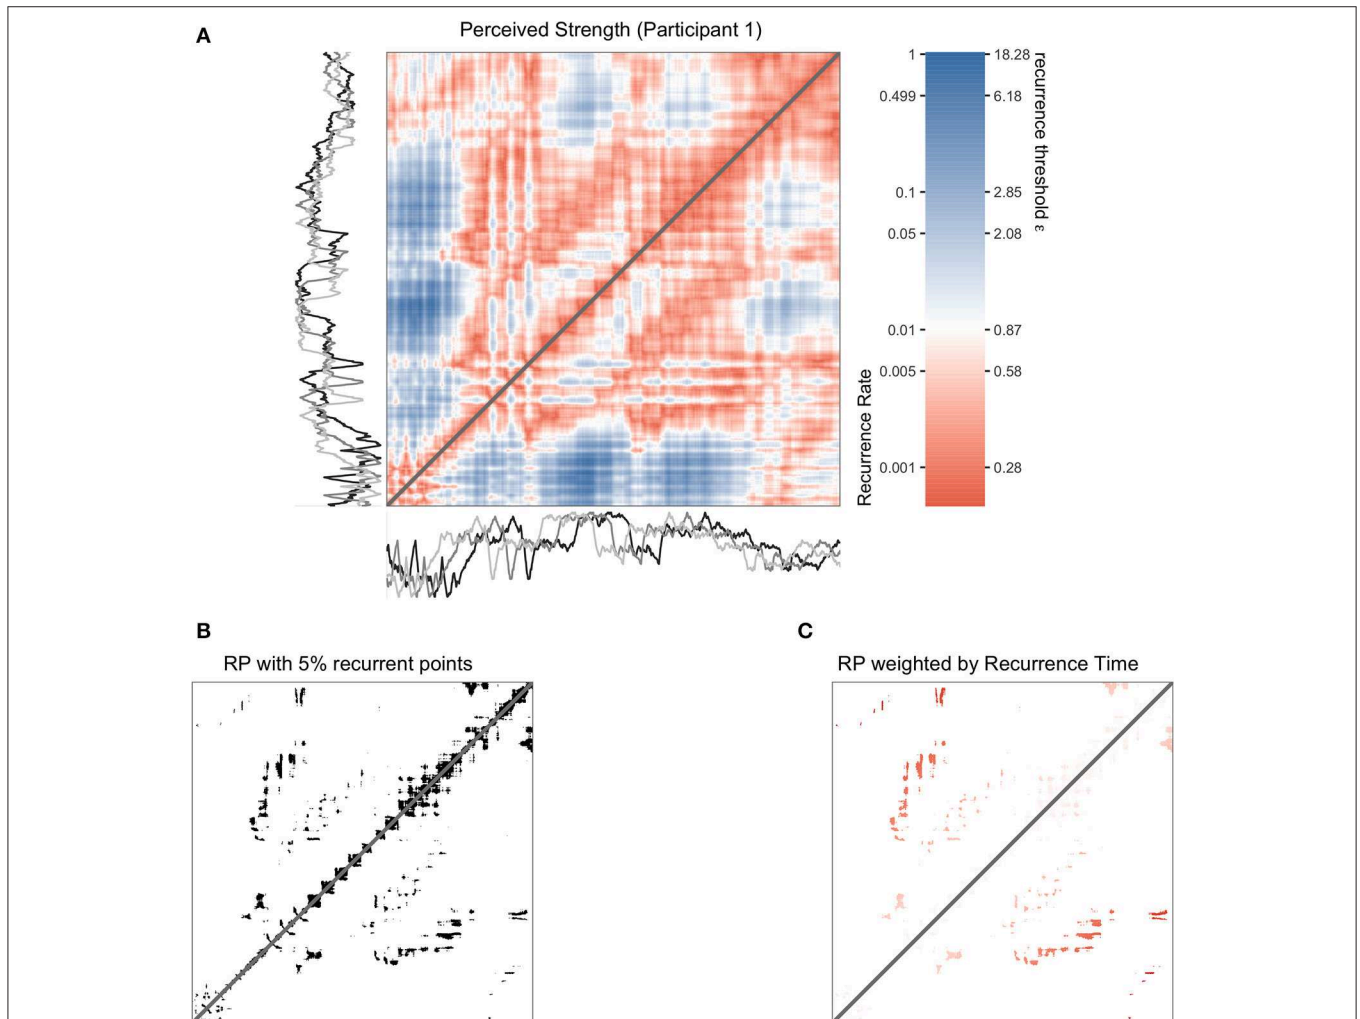 A
Perceived Strength (Participant 1)
1
18.28
0.499
6.18
0.1
2.85
0.05
2.08
0.01
0.87
0.005
0.58
0.001
0.28
Recurrence Rate
recurrence threshold ε
B
C
RP with 5% recurrent points
RP weighted by Recurrence Time